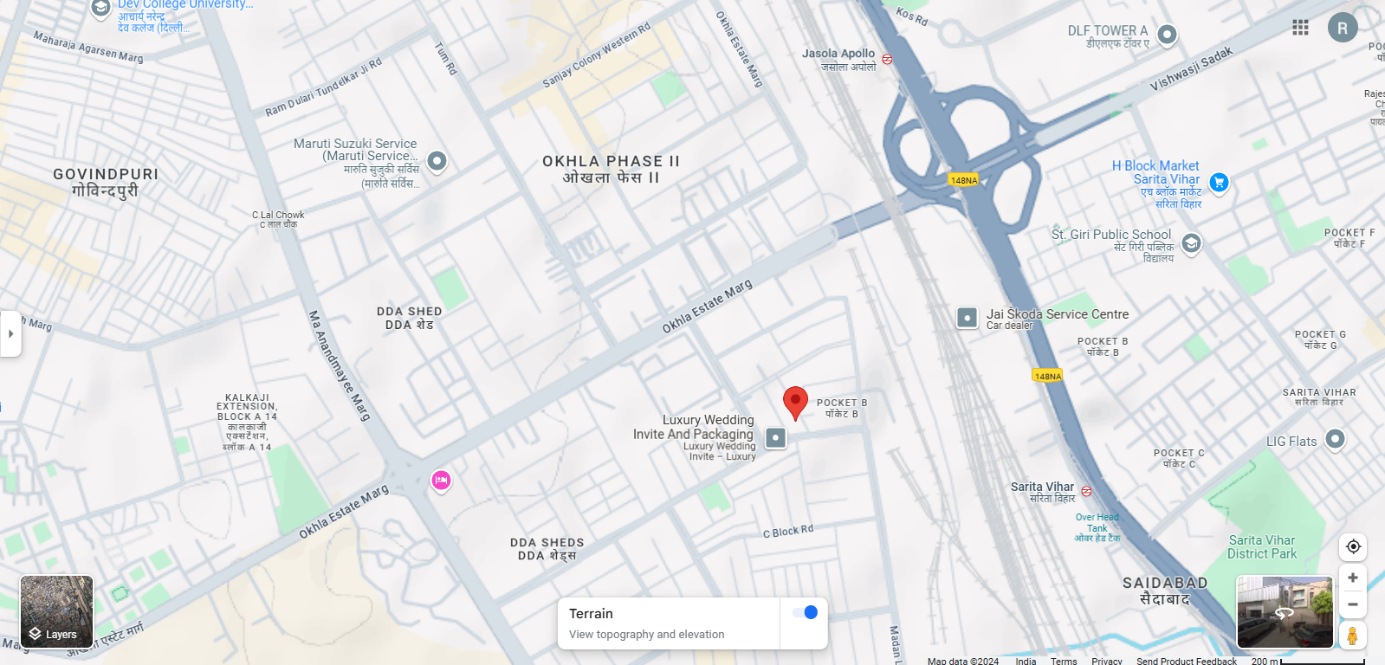 Dev College University...
आचार्य नरेन्द्र
देव कलेज (दिल्ली...
Maharaja Agarsen Marg
Ram Dulari Tundelkar Ji Rd
Tum Rd
Sanjay Colony Western Rd
Okhla Estate Marg
Kos Rd
Jasola Apollo
जसोला अपोलो
DLF TOWER A
डीएलएफ टॉवर ए
R
Vishwasji Sadak
Maruti Suzuki Service
(Maruti Service...
मारुति सुजुकी सर्विस
(मारुति सर्विस...
GOVINDPURI
गोविन्दपुरी
OKHLA PHASE II
ओखला फेस II
148NA
H Block Market
Sarita Vihar
एच ब्लॉक मार्केट
सरिता विहार
C Lal Chowk
C लाल चौक
St. Giri Public School
सेंट गिरी पब्लिक
विद्यालय
POCKET F
पॉकेट F
DDA SHED
DDA शेड
Okhla Estate Marg
Jai Skoda Service Centre
Car dealer
POCKET B
पॉकेट B
POCKET G
पॉकेट G
Ma Anandmayee Marg
148NA
KALKAJI
EXTENSION,
BLOCK A 14
कालकाजी
एक्सटेंशन,
ब्लॉक A 14
POCKET B
पॉकेट B
SARITA VIHAR
सरिता विहार
Luxury Wedding
Invite And Packaging
Luxury Wedding
Invite – Luxury
LIG Flats
POCKET C
पॉकेट C
Sarita Vihar
सरिता विहार
Okhla Estate Marg
Over Head
Tank
ओवर हेड टैंक
C Block Rd
DDA SHEDS
DDA शेड्स
Sarita Vihar
District Park
SAIDABAD
सैदाबाद
Layers
Terrain
View topography and elevation
Map data ©2024 India Terms Privacy Send Product Feedback 200 m